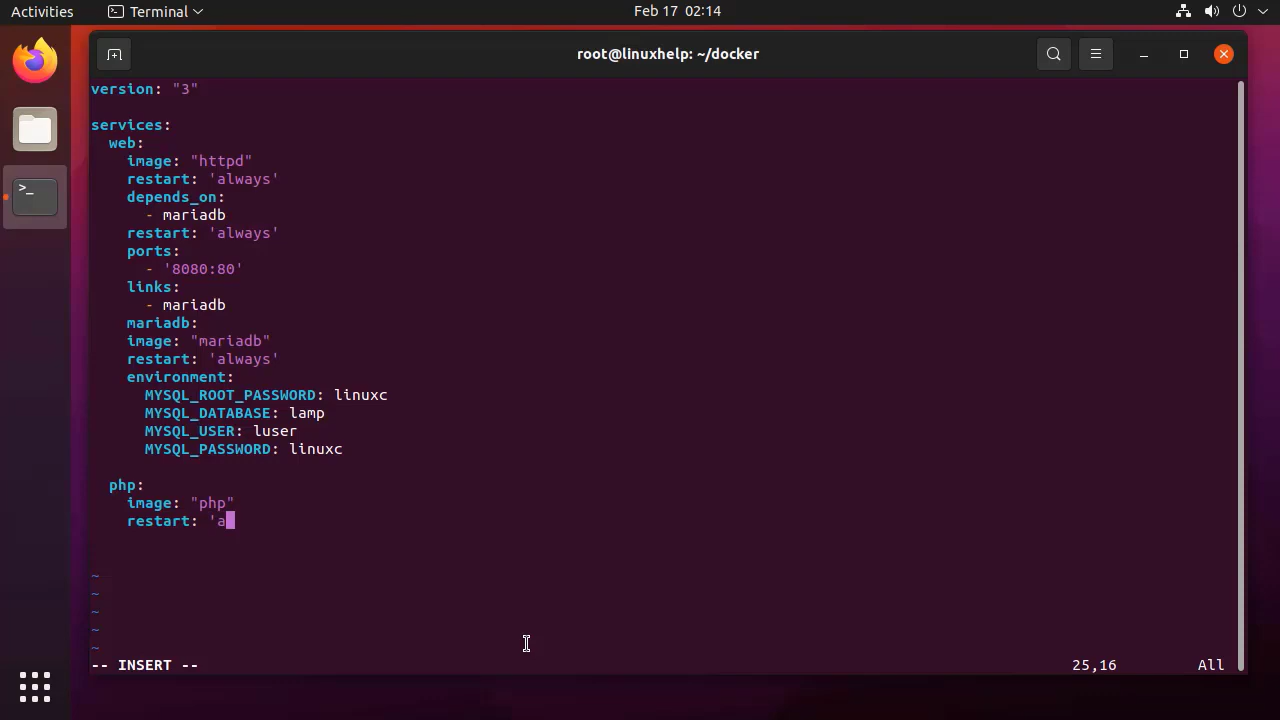 Activities
Terminal
Feb 17 02:14
root@linuxhelp: ~/docker
version: "3"
services:
  web:
    image: "httpd"
    restart: 'always'
    depends_on:
      - mariadb
    restart: 'always'
    ports:
      - '8080:80'
    links:
      - mariadb
    mariadb:
    image: "mariadb"
    restart: 'always'
    environment:
      MYSQL_ROOT_PASSWORD: linuxc
      MYSQL_DATABASE: lamp
      MYSQL_USER: luser
      MYSQL_PASSWORD: linuxc
  php:
    image: "php"
    restart: 'a
~
~
~
~
~
-- INSERT --
25,16
All